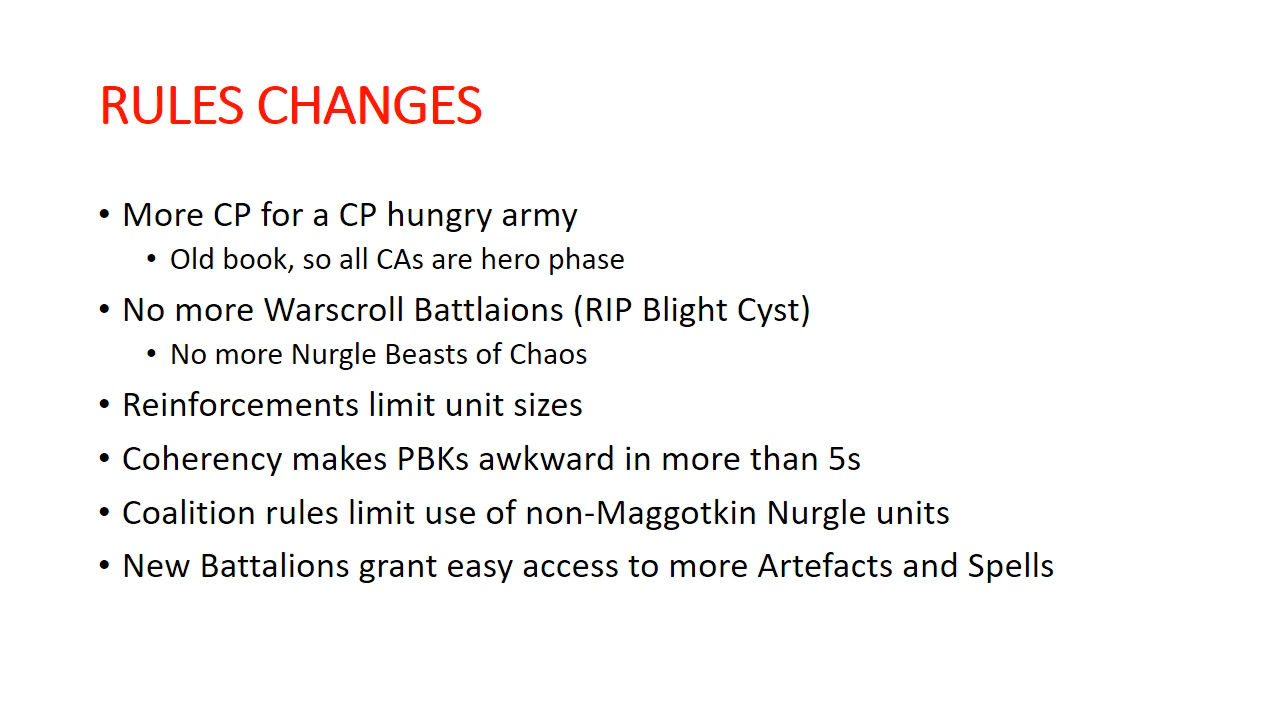 RULES CHANGES
• More CP for a CP hungry army
• Old book, so all CAs are hero phase
• No more Warscroll Battlaions (RIP Blight Cyst)
• No more Nurgle Beasts of Chaos
• Reinforcements limit unit sizes
• Coherency makes PBKs awkward in more than 5s
• Coalition rules limit use of non-Maggotkin Nurgle units
• New Battalions grant easy access to more Artefacts and Spells